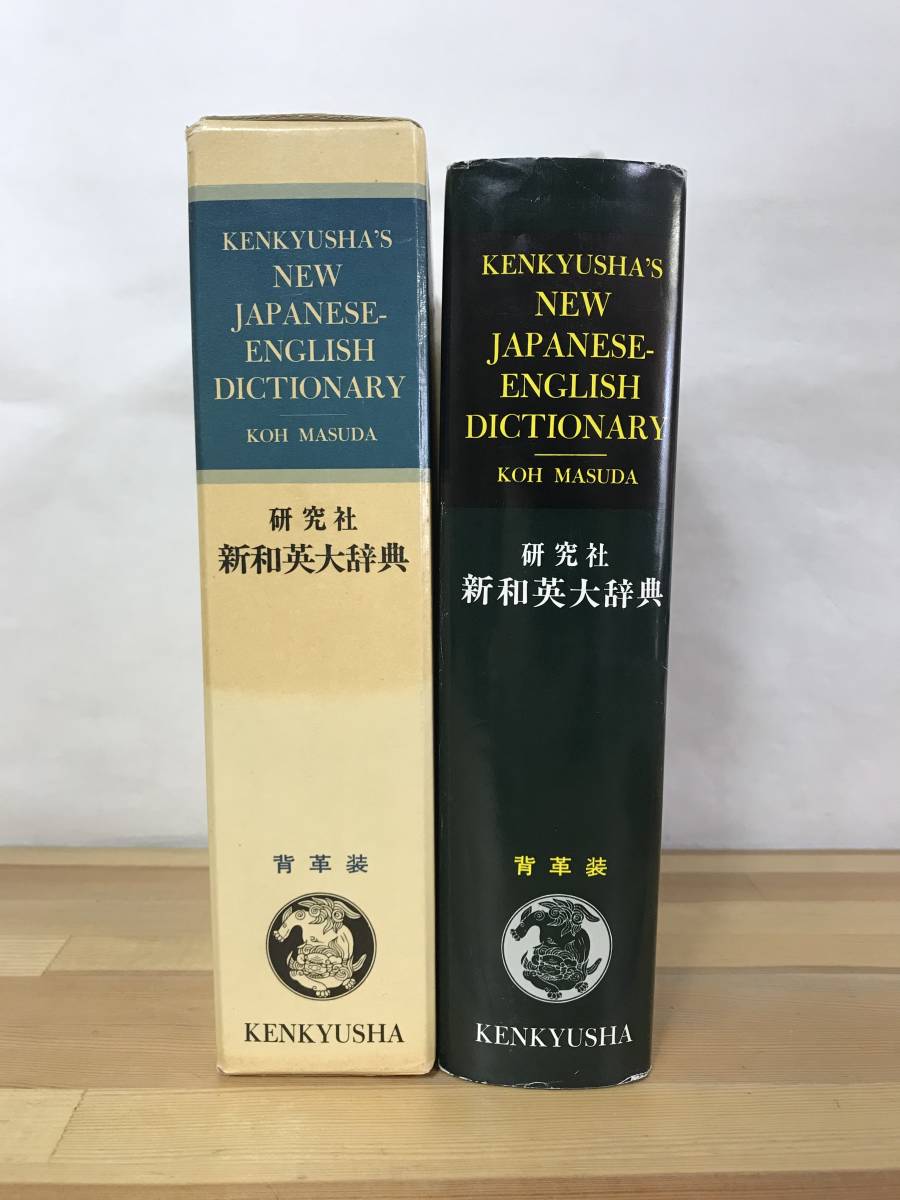 KENKYUSHA'S
NEW
JAPANESE-
ENGLISH
DICTIONARY
KOH MASUDA
研究社
新和英大辞典
背革装
KENKYUSHA
KENKYUSHA'S
NEW
JAPANESE-
ENGLISH
DICTIONARY
KOH MASUDA
研究社
新和英大辞典
背革装
KENKYUSHA